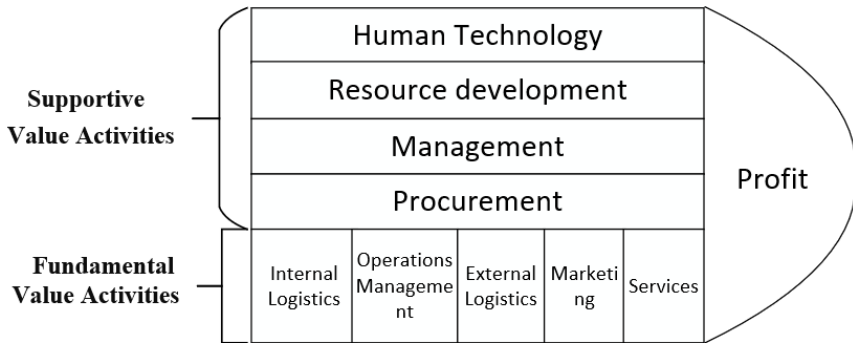 Human Technology
Resource development
Management
Procurement
Supportive
Value Activities
Profit
Fundamental
Value Activities
Internal
Logistics
Operations
Manageme
nt
External
Logistics
Marketi
ng
Services